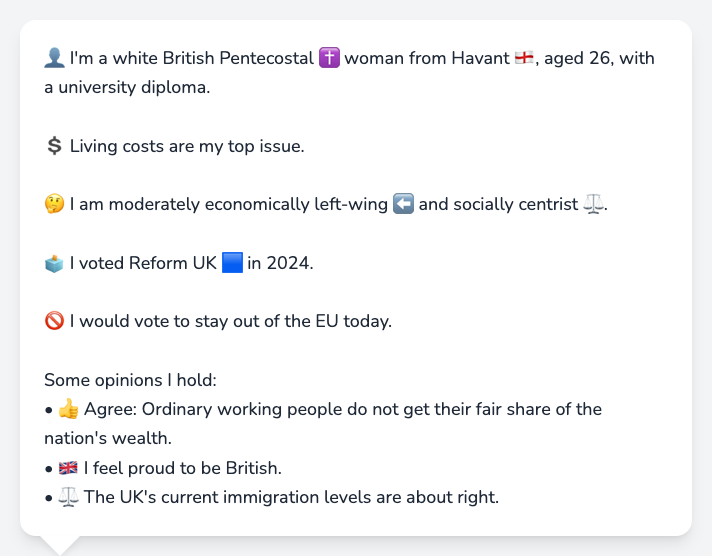 👤 I'm a white British Pentecostal ✝️ woman from Havant 🏴󠁧󠁢󠁥󠁮󠁧󠁿, aged 26, with
a university diploma.
💲 Living costs are my top issue.
🤔 I am moderately economically left-wing ⬅️ and socially centrist ⚖️.
🗳️ I voted Reform UK 🟦 in 2024.
🚫 I would vote to stay out of the EU today.
Some opinions I hold:
• 👍 Agree: Ordinary working people do not get their fair share of the
nation's wealth.
• 🇬🇧 I feel proud to be British.
• ⚖️ The UK's current immigration levels are about right.